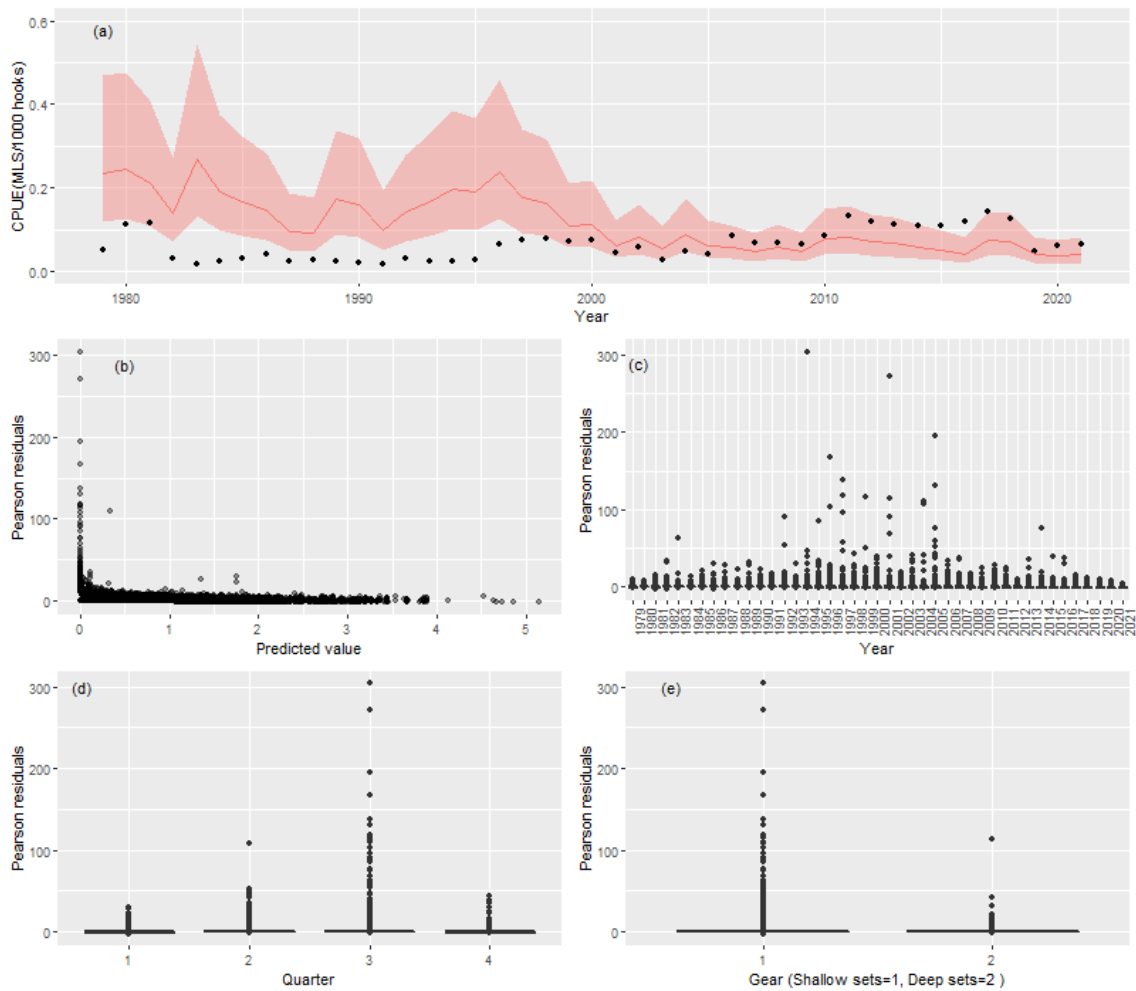 (a)
CPUE(MLS/1000 hooks)
0.6
0.4
0.2
0.0
1980 1990 2000 2010 2020
Year
(b)
Pearson residuals
300
200
100
0
0 1 2 3 4 5
Predicted value
(c)
Pearson residuals
300
200
100
0
1979 1980 1981 1982 1983 1984 1985 1986 1987 1988 1989 1990 1991 1992 1993 1994 1995 1996 1997 1998 1999 2000 2001 2002 2003 2004 2005 2006 2007 2008 2009 2010 2011 2012 2013 2014 2015 2016 2017 2018 2019 2020 2021
Year
(d)
Pearson residuals
300
200
100
0
1 2 3 4
Quarter
(e)
Pearson residuals
300
200
100
0
1 2
Gear (Shallow sets=1, Deep sets=2 )